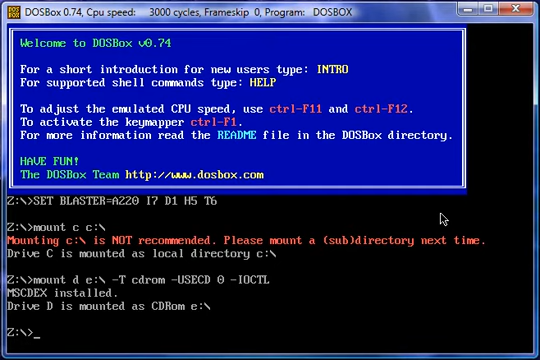 DOSBox 0.74, Cpu speed: 3000 cycles, Frameskip 0, Program: DOSBOX
Welcome to DOSBox v0.74
For a short introduction for new users type: INTRO
For supported shell commands type: HELP
To adjust the emulated CPU speed, use ctrl-F11 and ctrl-F12.
To activate the keymapper ctrl-F1.
For more information read the README file in the DOSBox directory.
HAVE FUN!
The DOSBox Team http://www.dosbox.com
Z:\>SET BLASTER=A220 I7 D1 H5 T6
Z:\>mount c c:\
Mounting c:\ is NOT recommended. Please mount a (sub)directory next time.
Drive C is mounted as local directory c:\
Z:\>mount d e:\ -T cdrom -USECD 0 -IOCTL
MSCDEX installed.
Drive D is mounted as CDRom e:\
Z:\>_